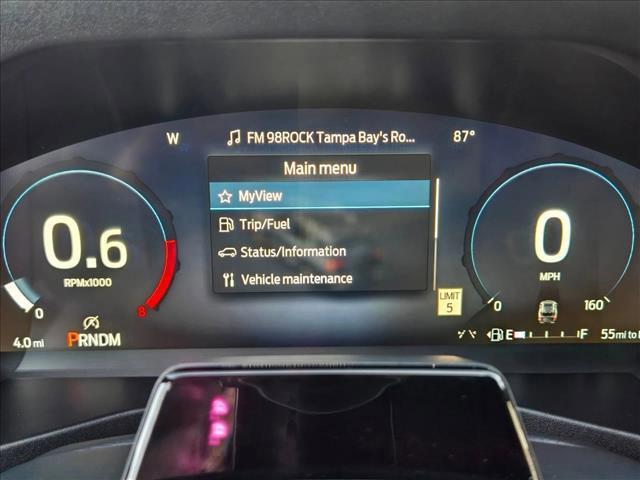 W
FM 98ROCK Tampa Bay's Ro...
87°
Main menu
MyView
Trip/Fuel
Status/Information
Vehicle maintenance
0.6
RPMx1000
0
8
4.0 mi
PRNDM
0
MPH
0
160
LIMIT
5
E
F
55 mi to